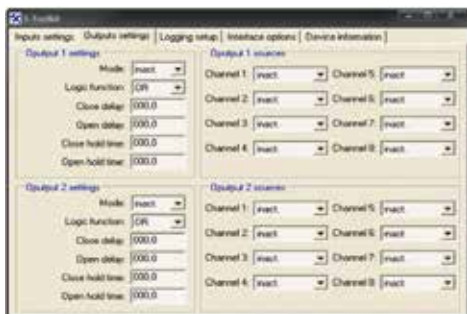 S-Toolkit
Inputs settings Outputs settings Logging setup Interface options Device information
Oputput 1 settings
Mode: inact.
Logic function: OR
Close delay: 000,0
Open delay: 000,0
Close hold time: 000,0
Open hold time: 000,0
Oputput 1 sources
Channel 1: inact. Channel 5: inact.
Channel 2: inact. Channel 6: inact.
Channel 3: inact. Channel 7: inact.
Channel 4: inact. Channel 8: inact.
Oputput 2 settings
Mode: inact.
Logic function: OR
Close delay: 000,0
Open delay: 000,0
Close hold time: 000,0
Open hold time: 000,0
Oputput 2 sources
Channel 1: inact. Channel 5: inact.
Channel 2: inact. Channel 6: inact.
Channel 3: inact. Channel 7: inact.
Channel 4: inact. Channel 8: inact.